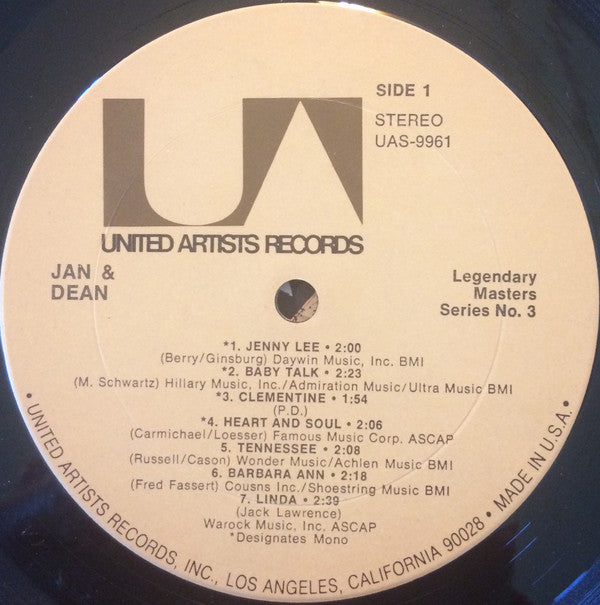 SIDE 1
STEREO
UAS-9961
UA
UNITED ARTISTS RECORDS
JAN &
DEAN
Legendary
Masters
Series No. 3
*1. JENNY LEE • 2:00
(Berry/Ginsburg) Daywin Music, Inc. BMI
*2. BABY TALK • 2:23
(M. Schwartz) Hillary Music, Inc./Admiration Music/Ultra Music BMI
*3. CLEMENTINE • 1:54
(P.D.)
*4. HEART AND SOUL • 2:06
(Carmichael/Loesser) Famous Music Corp. ASCAP
5. TENNESSEE • 2:08
(Russell/Cason) Wonder Music/Achlen Music BMI
6. BARBARA ANN • 2:18
(Fred Fassert) Cousns Inc./Shoestring Music BMI
7. LINDA • 2:39
(Jack Lawrence)
Warock Music, Inc. ASCAP
*Designates Mono
• UNITED ARTISTS RECORDS, INC., LOS ANGELES, CALIFORNIA 90028 • MADE IN U.S.A. •